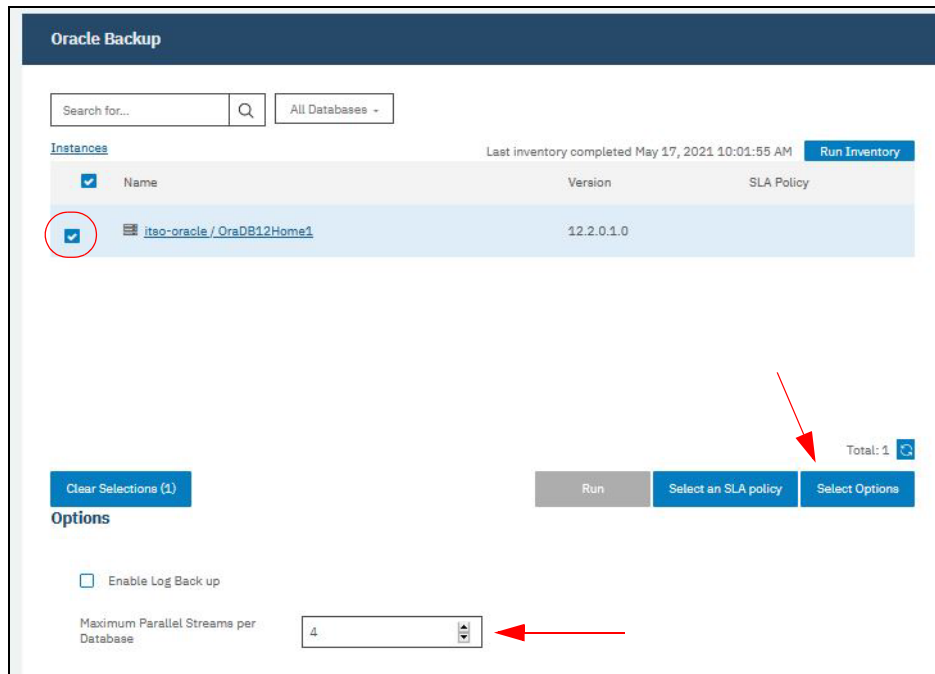 Oracle Backup
Search for...
All Databases
Instances
Last inventory completed May 17, 2021 10:01:55 AM
Run Inventory
Name Version SLA Policy
itso-oracle / OraDB12Home1 12.2.0.1.0
Total: 1
Clear Selections (1)
Run
Select an SLA policy
Select Options
Options
Enable Log Back up
Maximum Parallel Streams per
Database
4